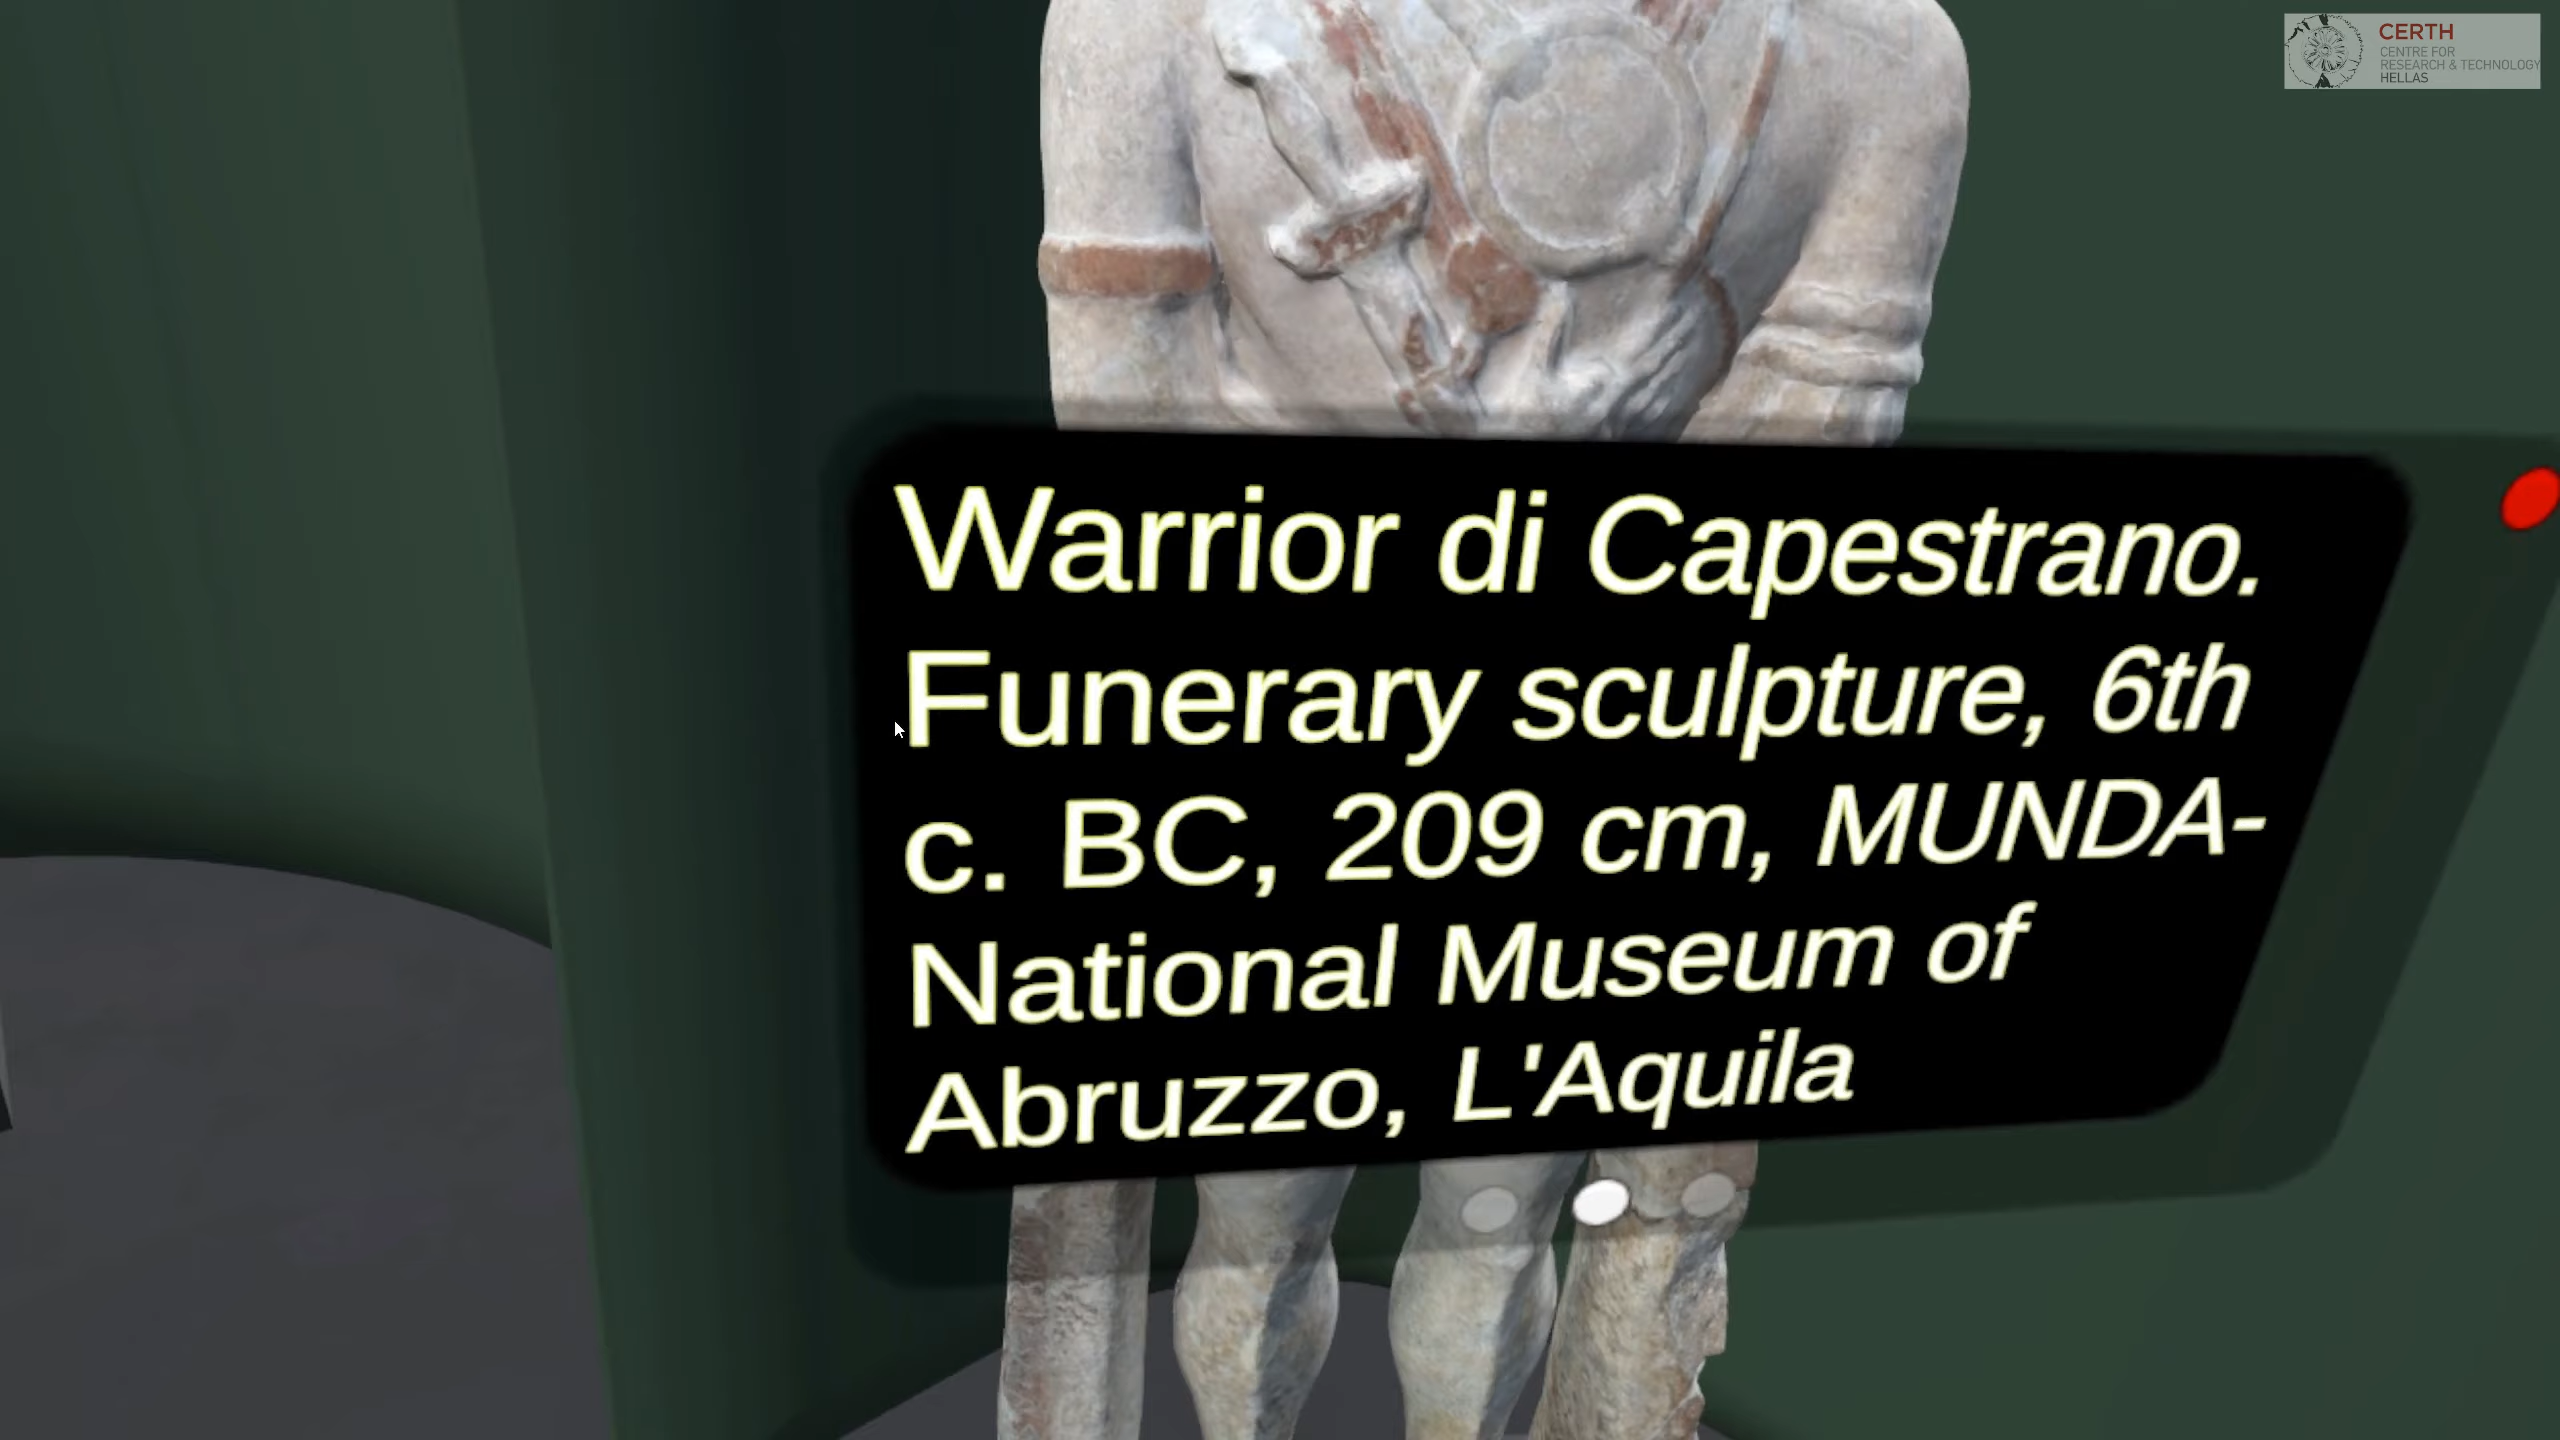 CERTH
CENTRE FOR
RESEARCH & TECHNOLOGY
HELLAS
Warrior di Capestrano.
Funerary sculpture, 6th
c. BC, 209 cm, MUNDA-
National Museum of
Abruzzo, L'Aquila